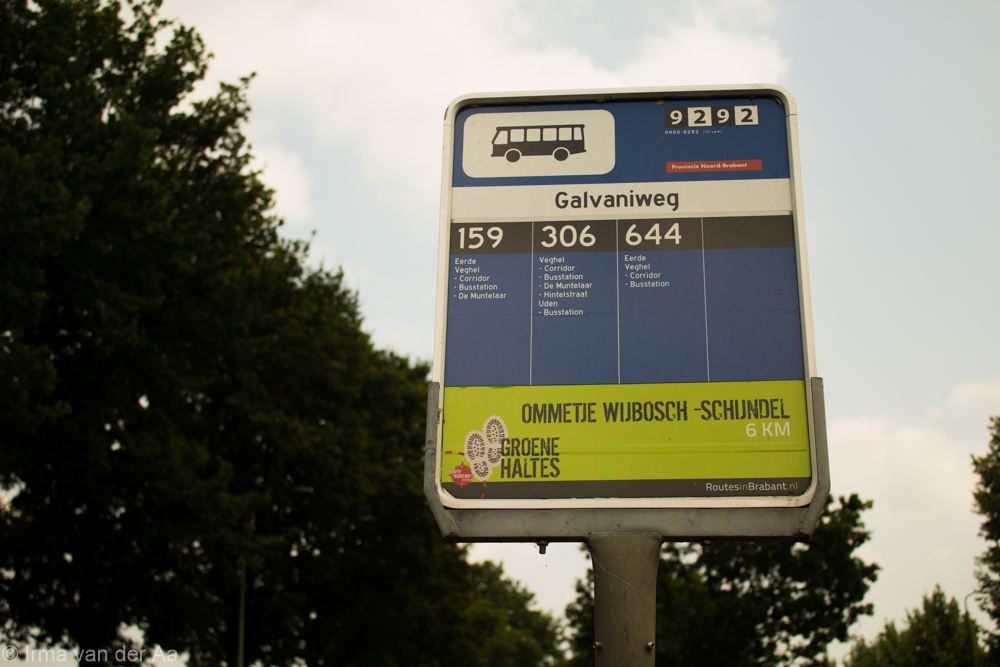 9292
0900-9292
Provincie Noord-Brabant
Galvaniweg
159
Eerde
Veghel
- Corridor
- Busstation
- De Muntelaar
306
Veghel
- Corridor
- Busstation
- De Muntelaar
- Hintelstraat
Uden
- Busstation
644
Eerde
Veghel
- Corridor
- Busstation
OMMETJE WIJBOSCH -SCHIJNDEL
6 KM
GROENE
HALTES
RoutesinBrabant.nl
© Irma van der Aa